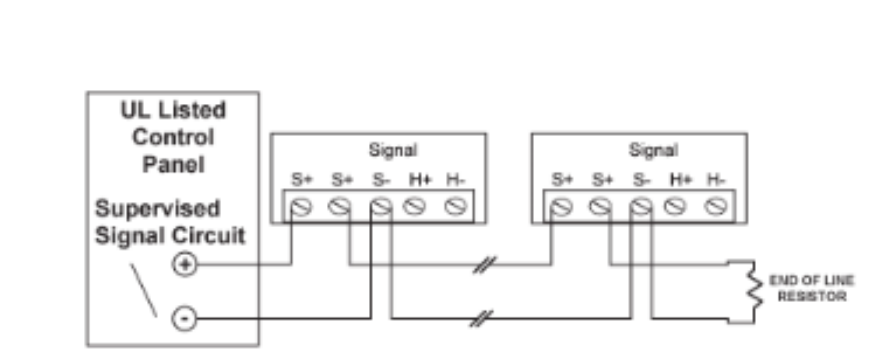 UL Listed
Control
Panel
Supervised
Signal Circuit
+
-
Signal
S+ S+ S- H+ H-
Signal
S+ S+ S- H+ H-
END OF LINE
RESISTOR